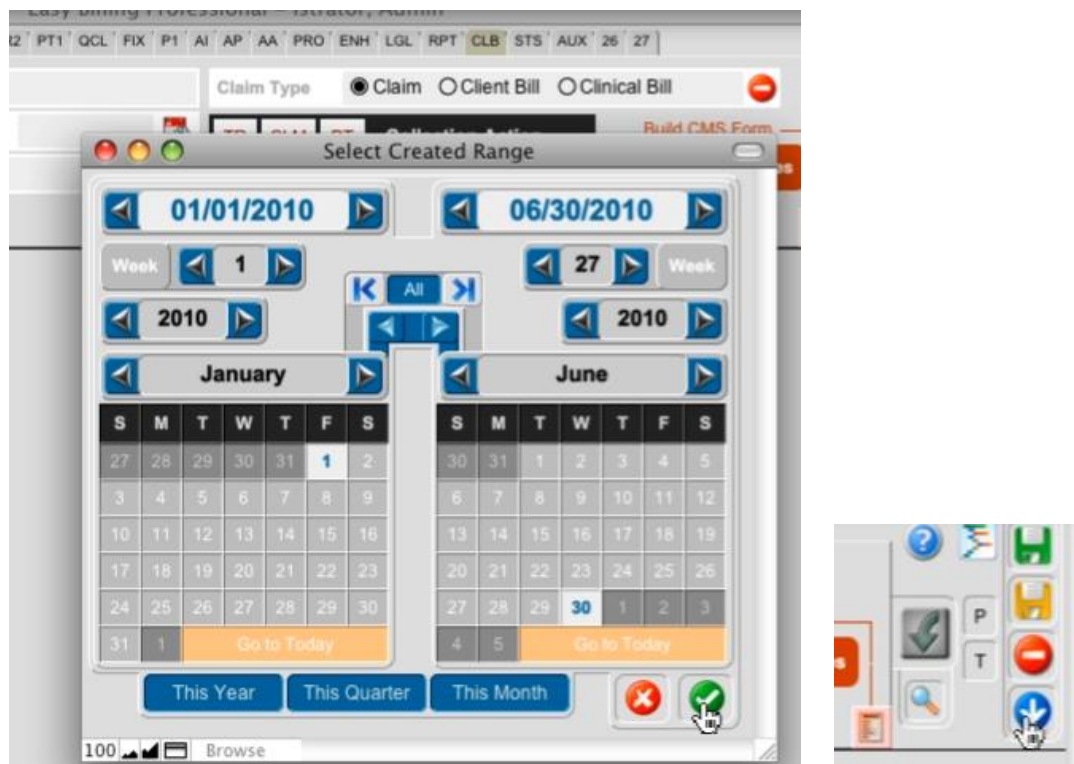 Easy Billing Professional
PT1 QCL FIX P1 AI AP AA PRO ENH LGL RPT CLB STS AUX 26 27
Claim Type Claim Client Bill Clinical Bill
Build CMS Form
Select Created Range
01/01/2010 06/30/2010
Week 1 27 Week
All
2010 2010
January June
S M T W T F S S M T W T F S
27 28 29 30 31 1 2 30 31 1 2 3 4 5
3 4 5 6 7 8 9 6 7 8 9 10 11 12
10 11 12 13 14 15 16 13 14 15 16 17 18 19
17 18 19 20 21 22 23 20 21 22 23 24 25 26
24 25 26 27 28 29 30 27 28 29 30 1 2 3
31 1 Go to Today 4 5 Go to Today
This Year This Quarter This Month
100 Browse
?
P
T